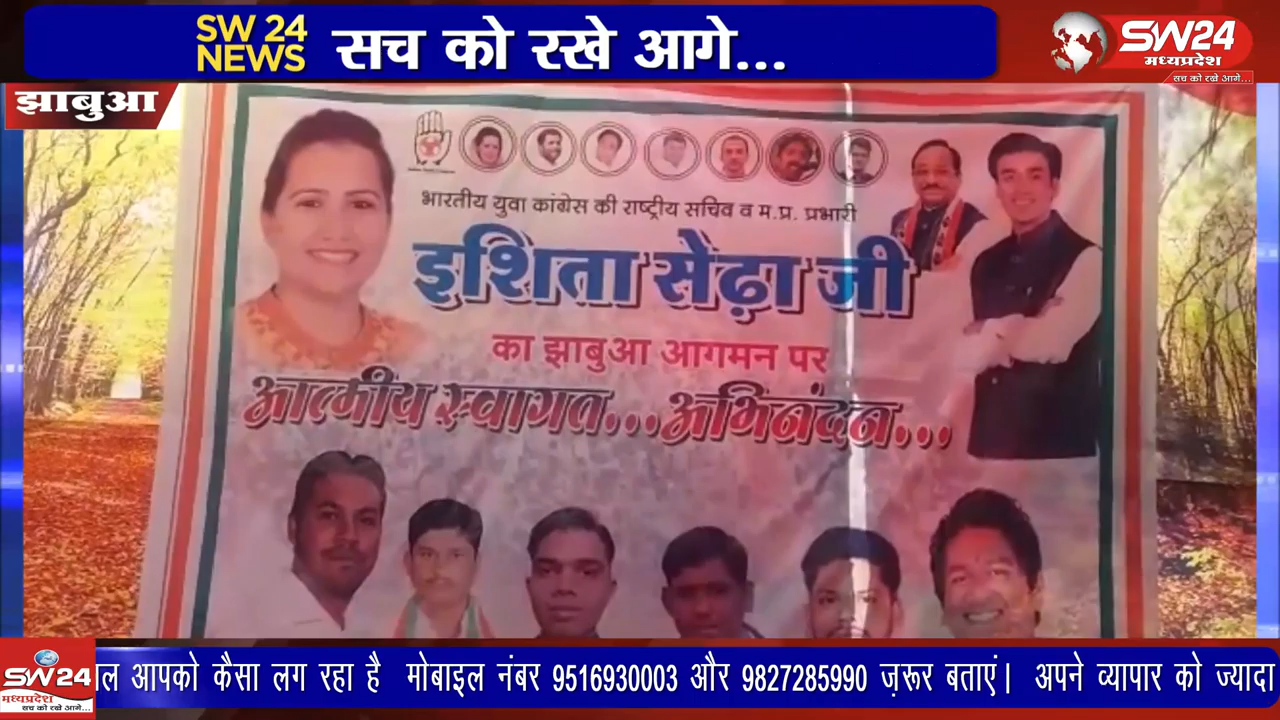 SW 24 NEWS सच को रखे आगे...
SW24
मध्यप्रदेश
सच को रखे आगे...
झाबुआ
भारतीय युवा कांग्रेस की राष्ट्रीय सचिव व म.प्र. प्रभारी
इशिता सेढ़ा जी
का झाबुआ आगमन पर
आत्मीय स्वागत...अभिनंदन...
SW24
मध्यप्रदेश
सच को रखे आगे...
आपको कैसा लग रहा है मोबाइल नंबर 9516930003 और 9827285990 ज़रूर बताएं| अपने व्यापार को ज्यादा